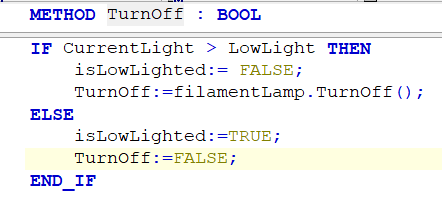 METHOD TurnOff : BOOL
IF CurrentLight > LowLight THEN
isLowLighted:= FALSE;
TurnOff:=filamentLamp.TurnOff();
ELSE
isLowLighted:=TRUE;
TurnOff:=FALSE;
END_IF